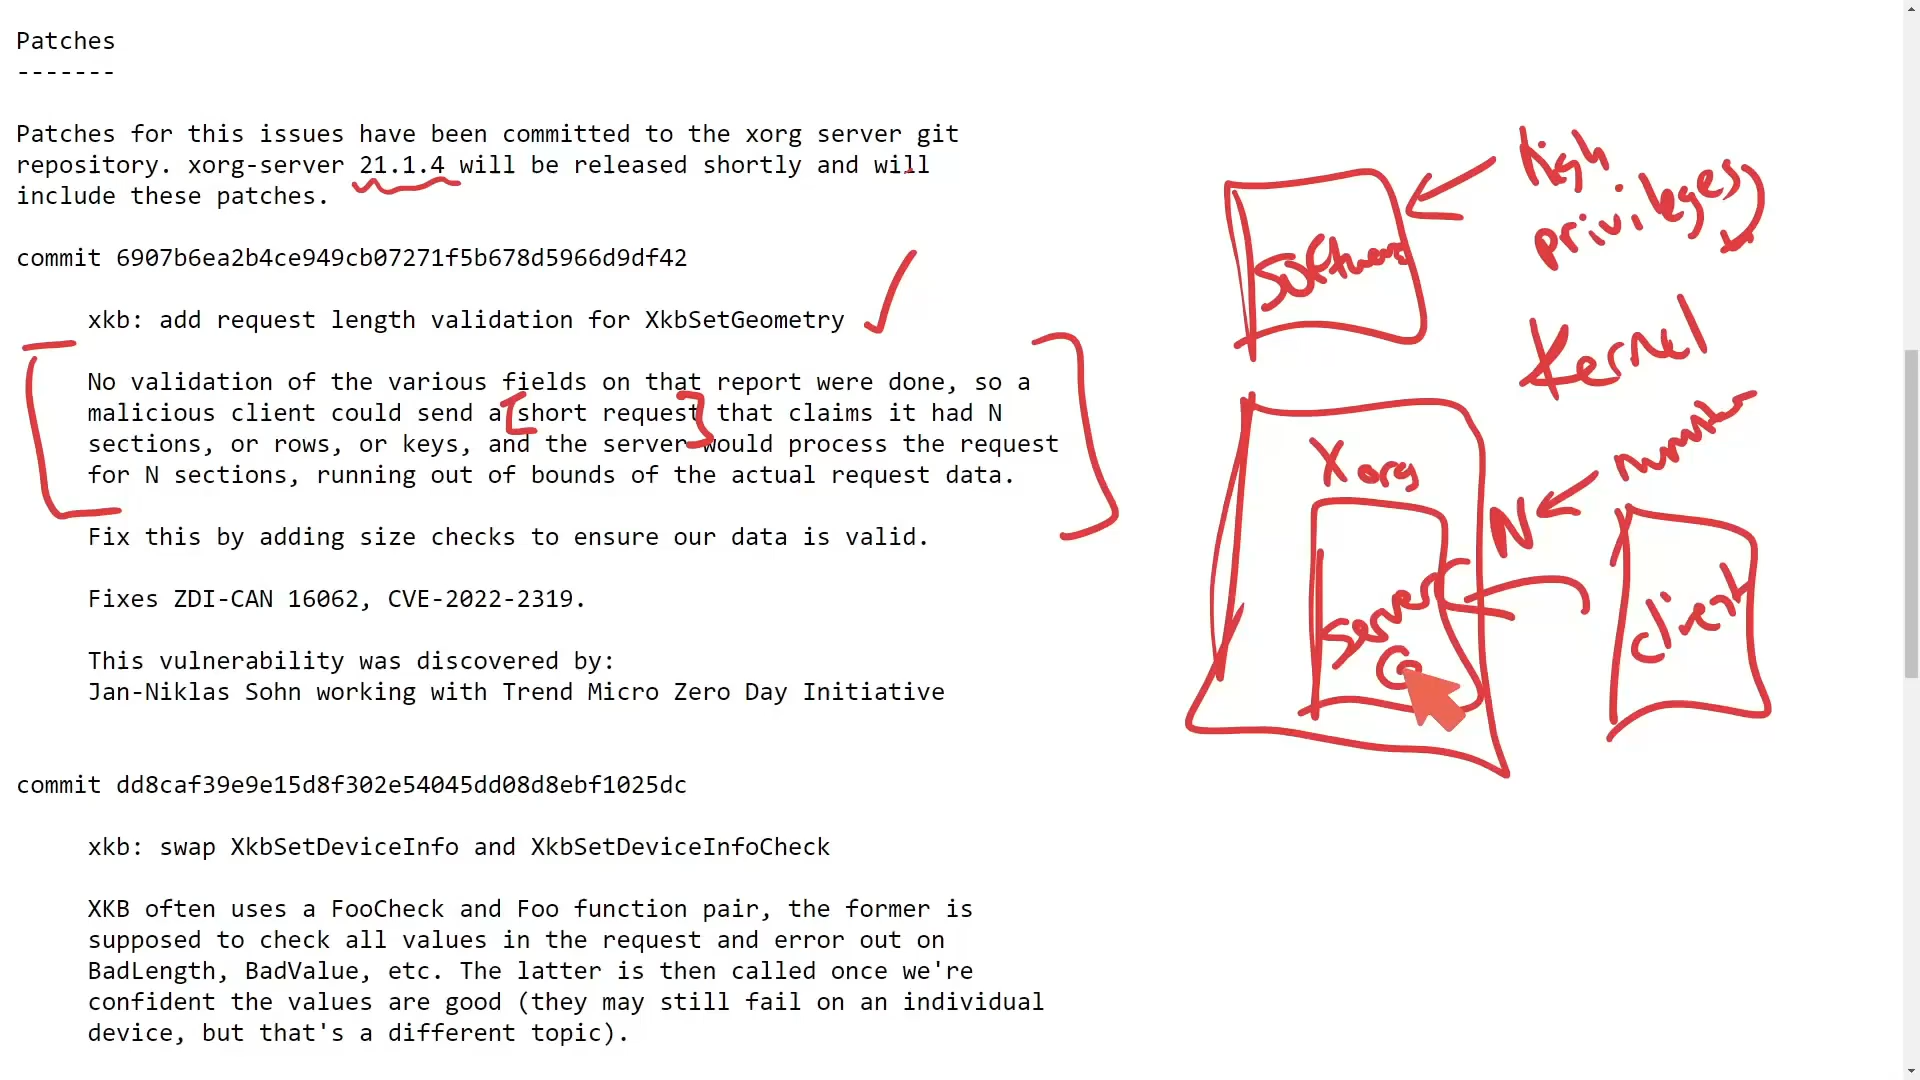 Patches
-------
Patches for this issues have been committed to the xorg server git
repository. xorg-server 21.1.4 will be released shortly and will
include these patches.
commit 6907b6ea2b4ce949cb07271f5b678d5966d9df42
xkb: add request length validation for XkbSetGeometry
No validation of the various fields on that report were done, so a
malicious client could send a short request that claims it had N
sections, or rows, or keys, and the server would process the request
for N sections, running out of bounds of the actual request data.
Fix this by adding size checks to ensure our data is valid.
Fixes ZDI-CAN 16062, CVE-2022-2319.
This vulnerability was discovered by:
Jan-Niklas Sohn working with Trend Micro Zero Day Initiative
commit dd8caf39e9e15d8f302e54045dd08d8ebf1025dc
xkb: swap XkbSetDeviceInfo and XkbSetDeviceInfoCheck
XKB often uses a FooCheck and Foo function pair, the former is
supposed to check all values in the request and error out on
BadLength, BadValue, etc. The latter is then called once we're
confident the values are good (they may still fail on an individual
device, but that's a different topic).
High
privileges
Software
Kernel
Xorg
number
N
server
client